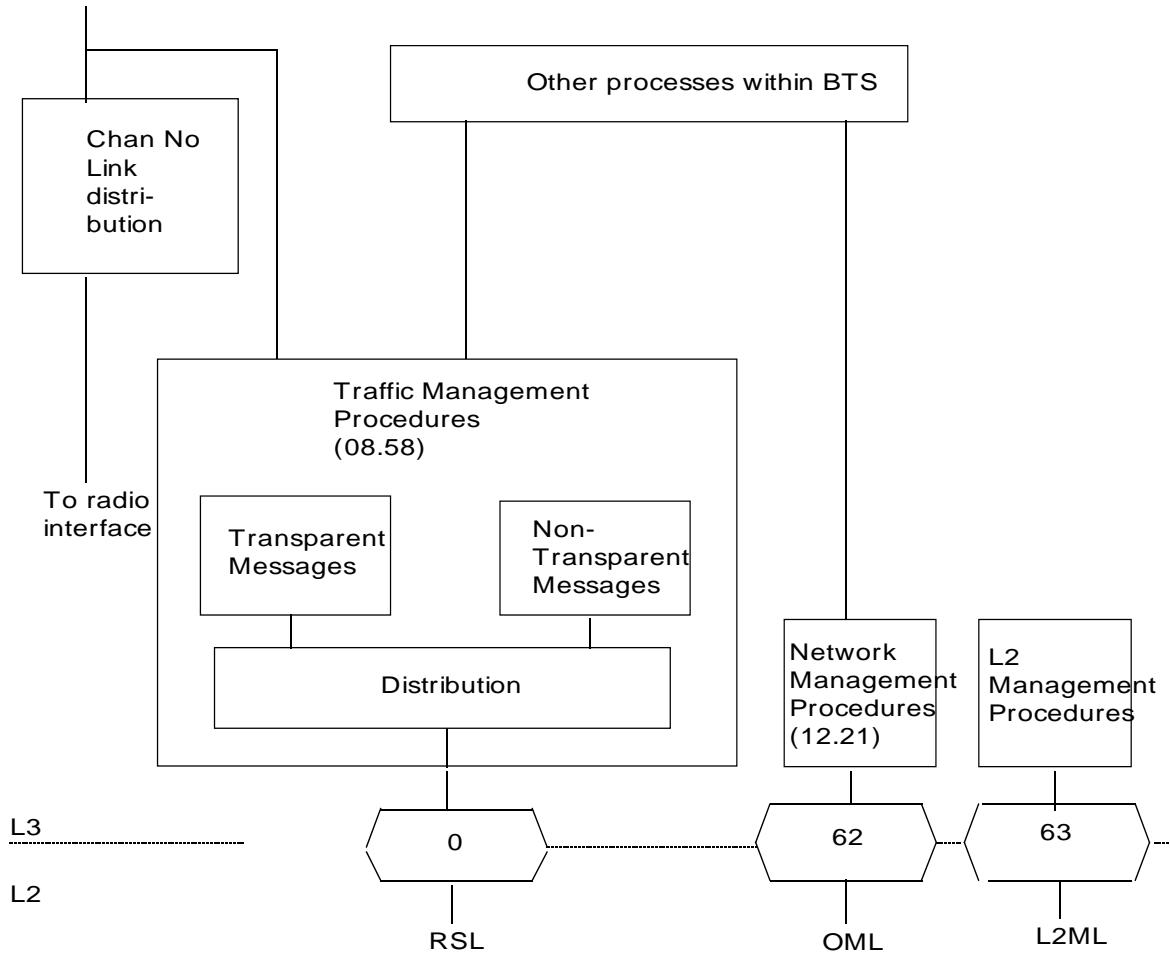 Other processes within BTS
Chan No
Link
distri-
bution
Traffic Management
Procedures
(08.58)
To radio
interface
Transparent
Messages
Non-
Transparent
Messages
Distribution
Network
Management
Procedures
(12.21)
L2
Management
Procedures
L3
0
62
63
L2
RSL
OML
L2ML